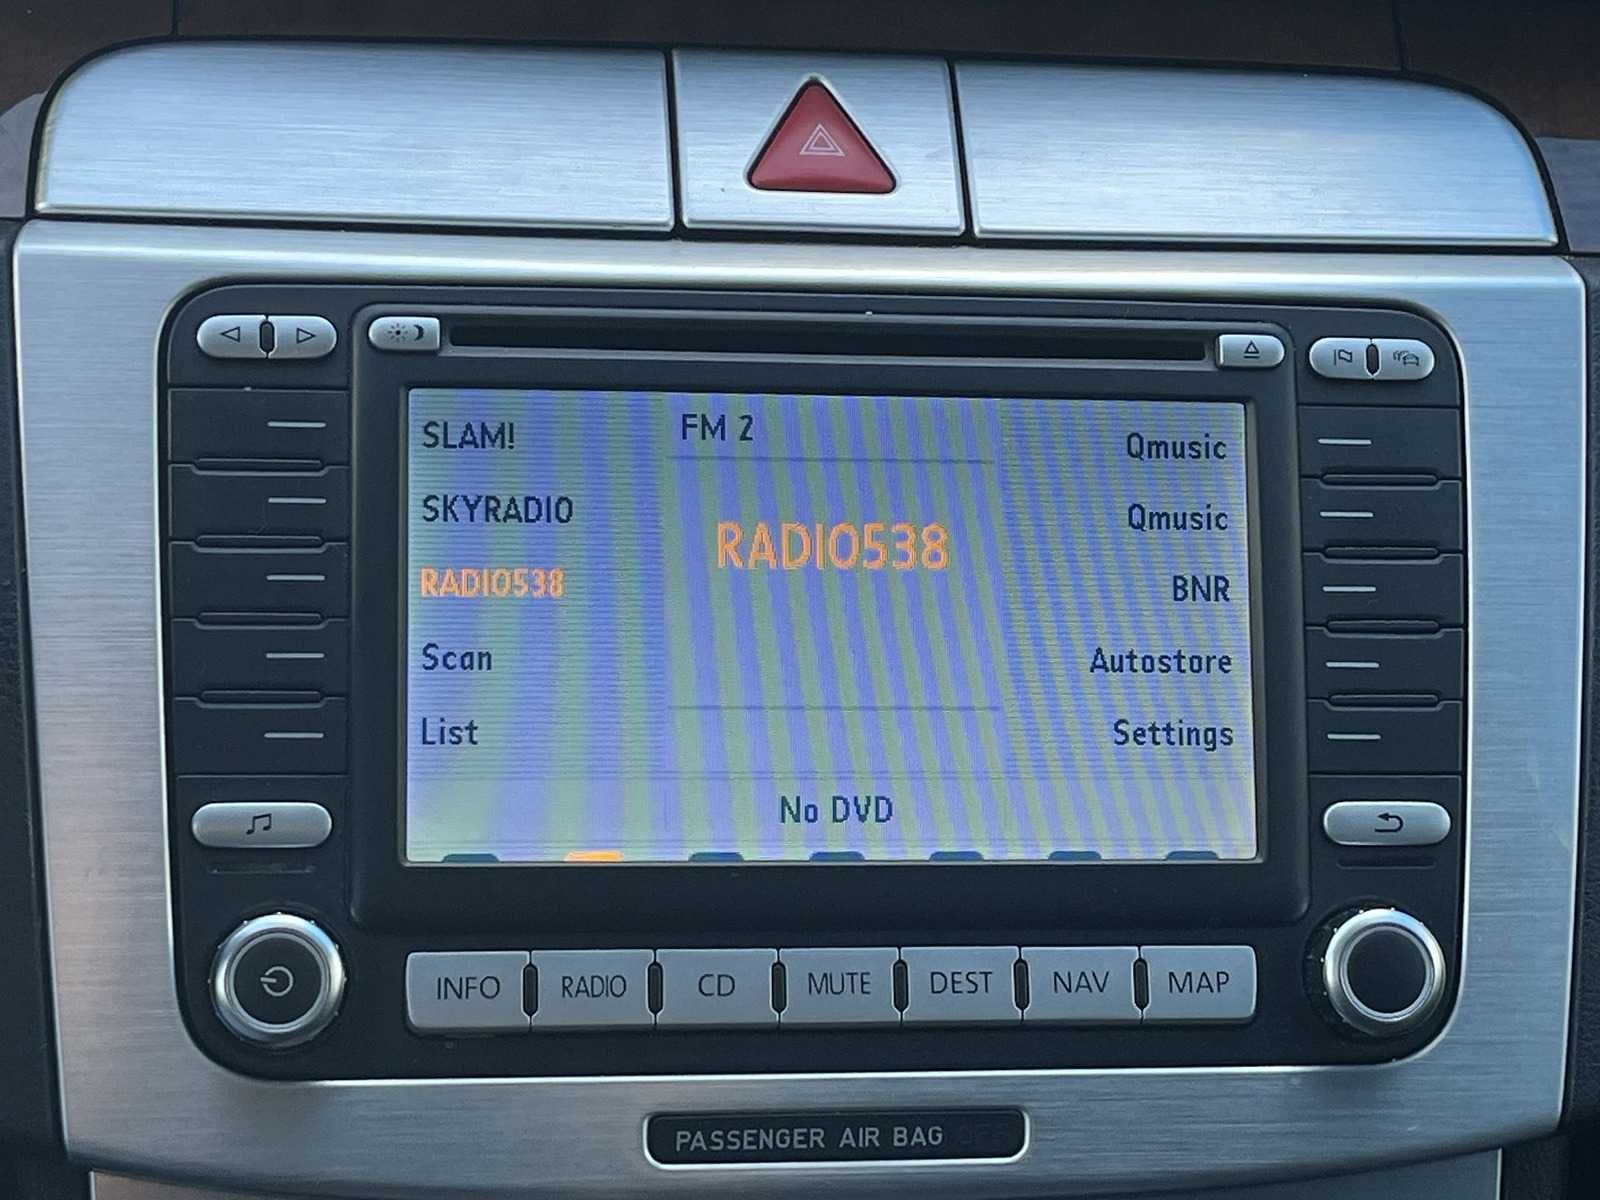 SLAM!
FM 2
Qmusic
SKYRADIO
Qmusic
RADIO538
RADIO538
BNR
Scan
Autostore
List
Settings
No DVD
INFO RADIO CD MUTE DEST NAV MAP
PASSENGER AIR BAG OFF